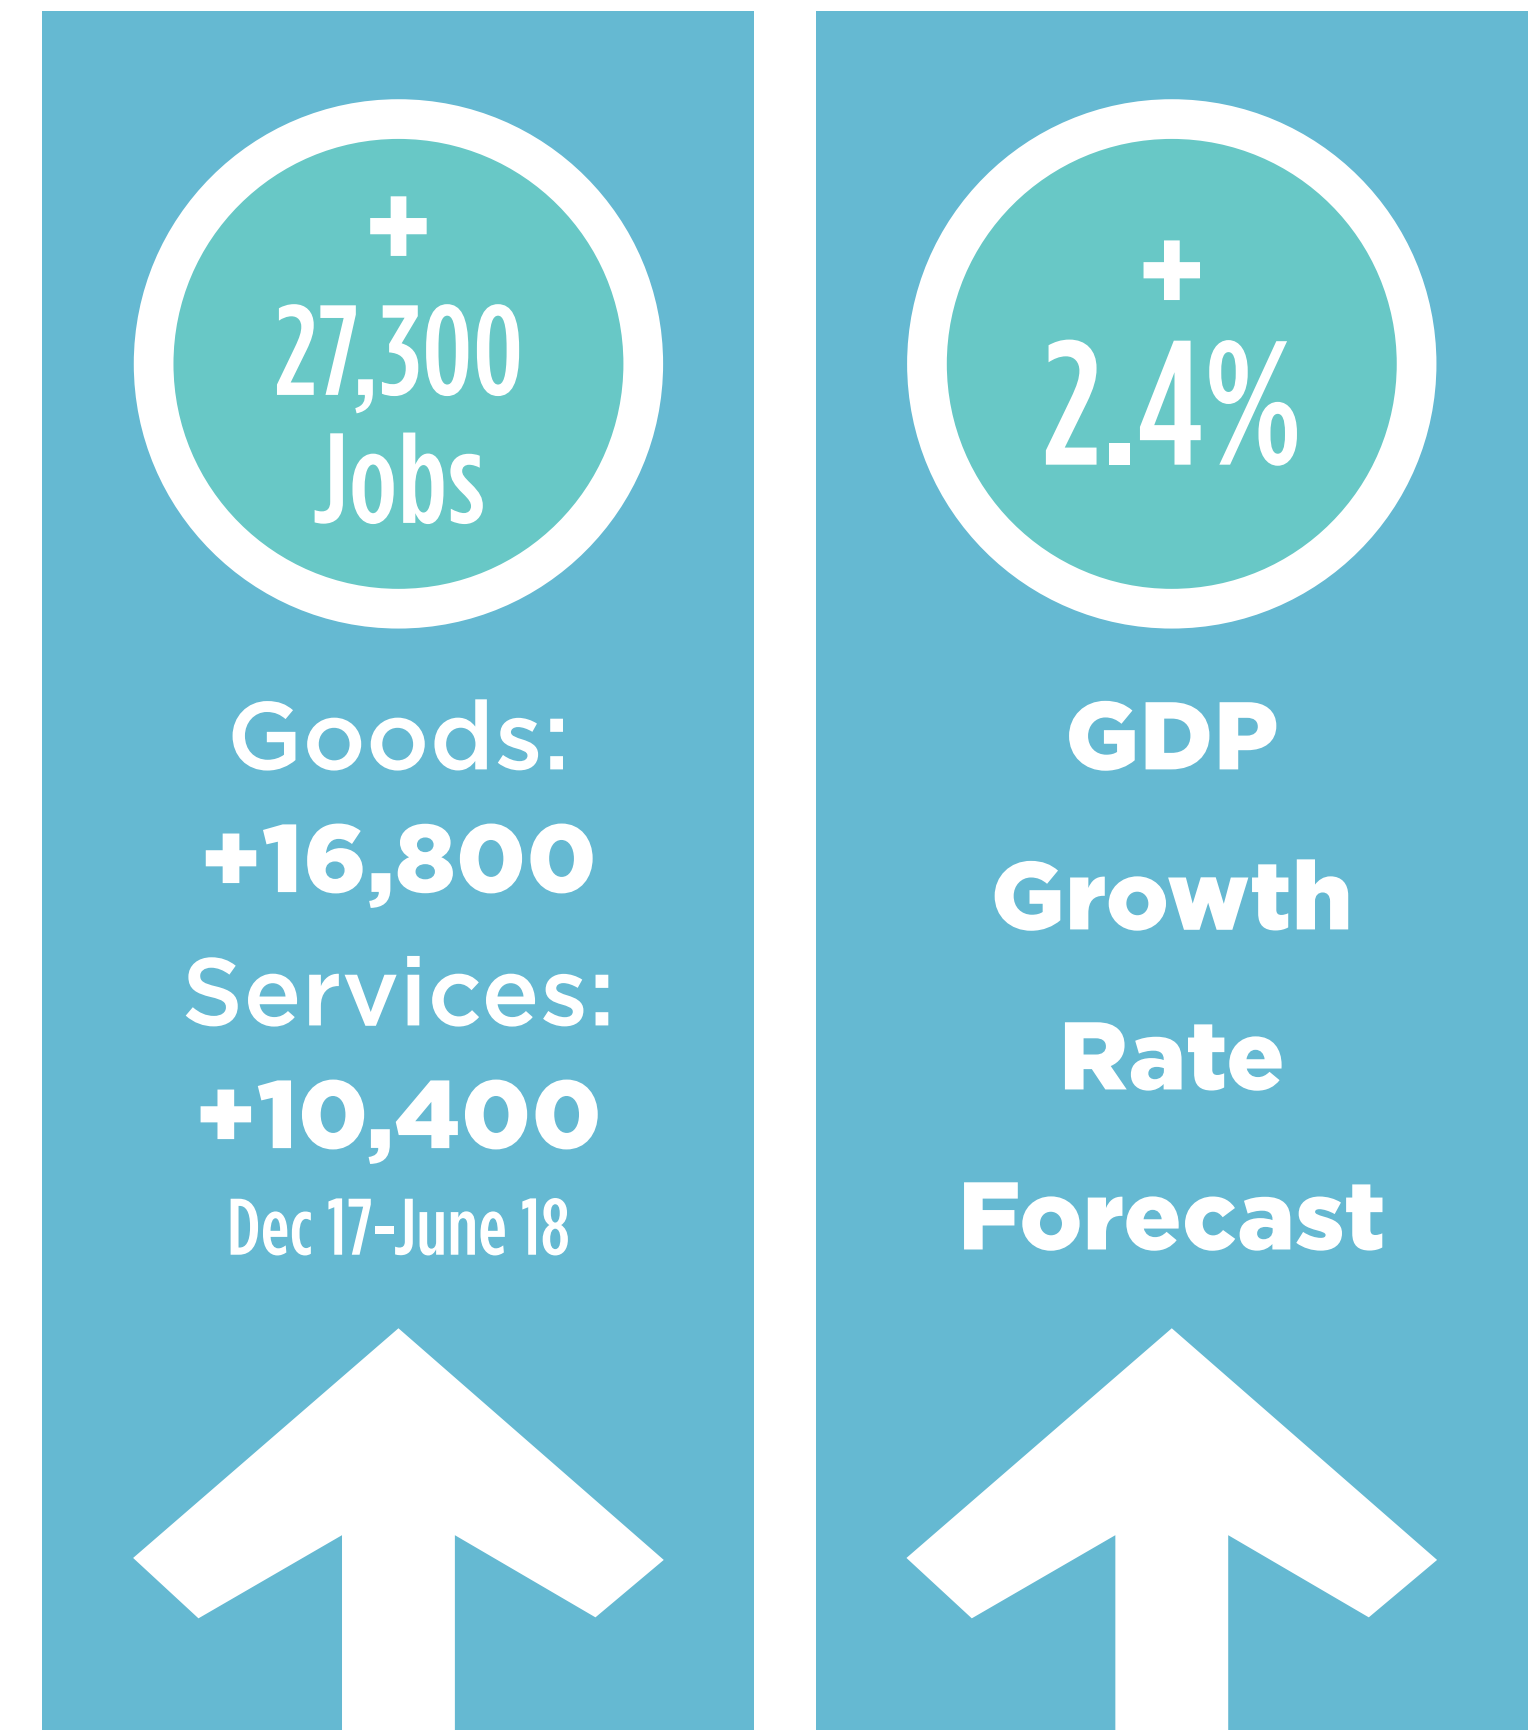 +
27,300
Jobs
Goods:
+16,800
Services:
+10,400
Dec 17-June 18
+
2.4%
GDP
Growth
Rate
Forecast